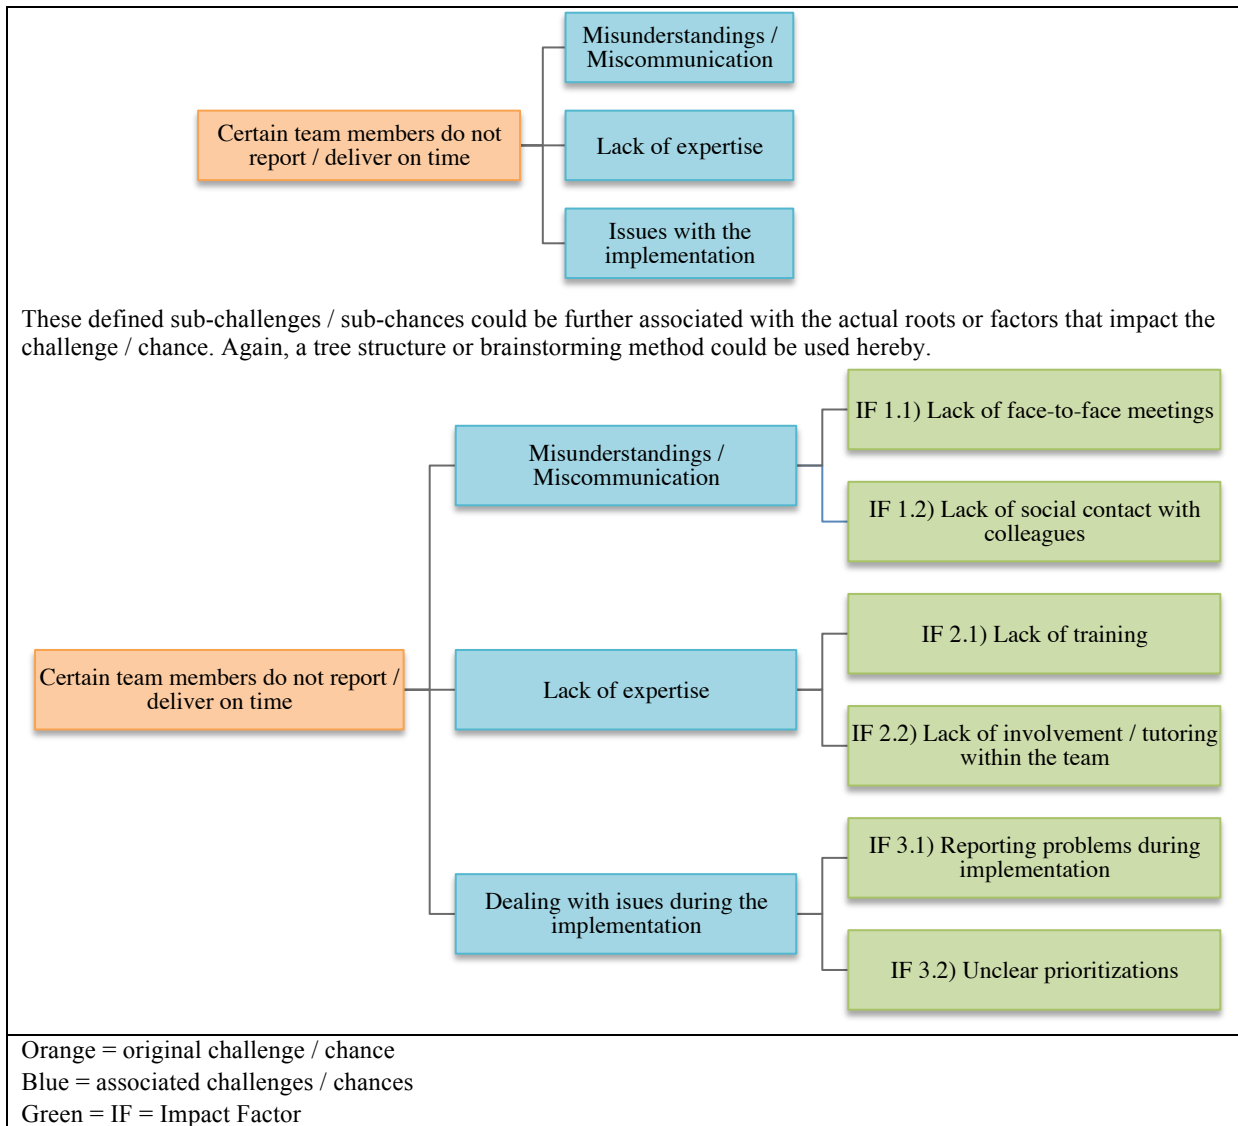 Misunderstandings /
Miscommunication
Certain team members do not
report / deliver on time
Lack of expertise
Issues with the
implementation
These defined sub-challenges / sub-chances could be further associated with the actual roots or factors that impact the
challenge / chance. Again, a tree structure or brainstorming method could be used hereby.
IF 1.1) Lack of face-to-face meetings
Misunderstandings /
Miscommunication
IF 1.2) Lack of social contact with
colleagues
IF 2.1) Lack of training
Certain team members do not report /
deliver on time
Lack of expertise
IF 2.2) Lack of involvement / tutoring
within the team
IF 3.1) Reporting problems during
implementation
Dealing with isues during the
implementation
IF 3.2) Unclear prioritizations
Orange = original challenge / chance
Blue = associated challenges / chances
Green = IF = Impact Factor